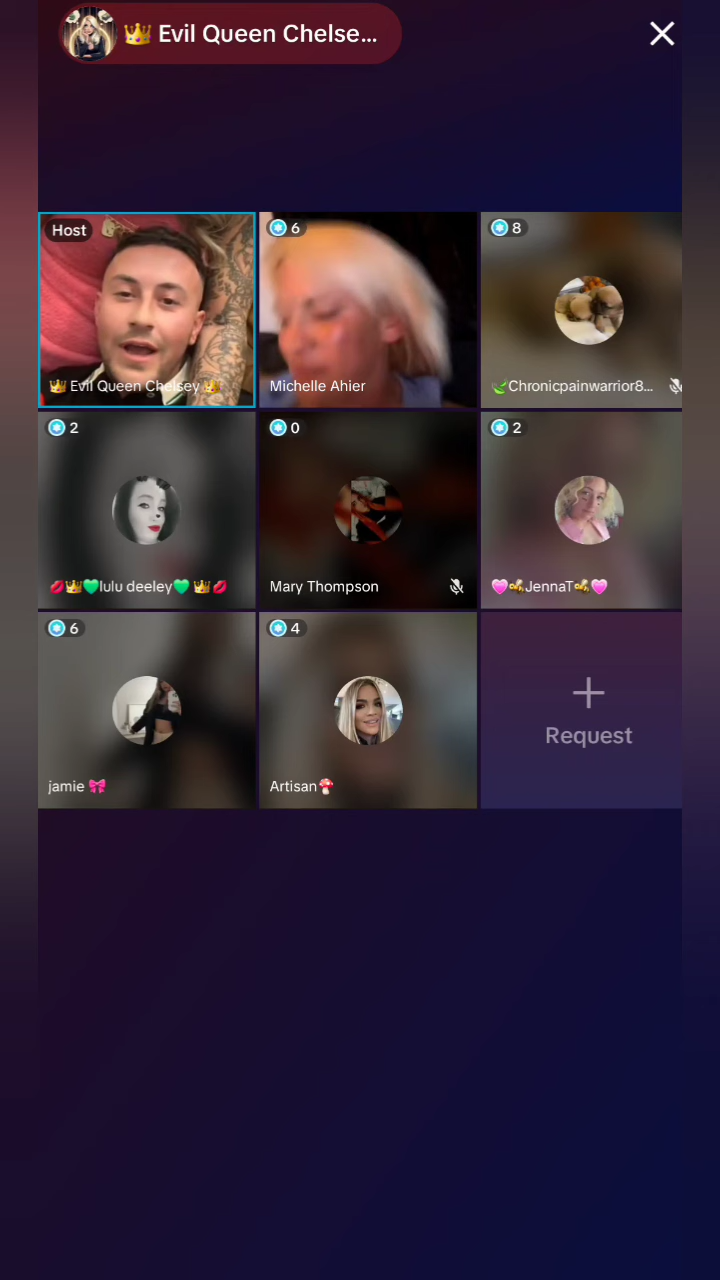 👑 Evil Queen Chelse...
Host
👑 Evil Queen Chelsey 👑
6
Michelle Ahier
8
🌿Chronicpainwarrior8...
2
💋👑💚lulu deeley💚👑💋
0
Mary Thompson
2
💗🐝JennaT🐝💗
6
jamie 🎀
4
Artisan🍄
Request